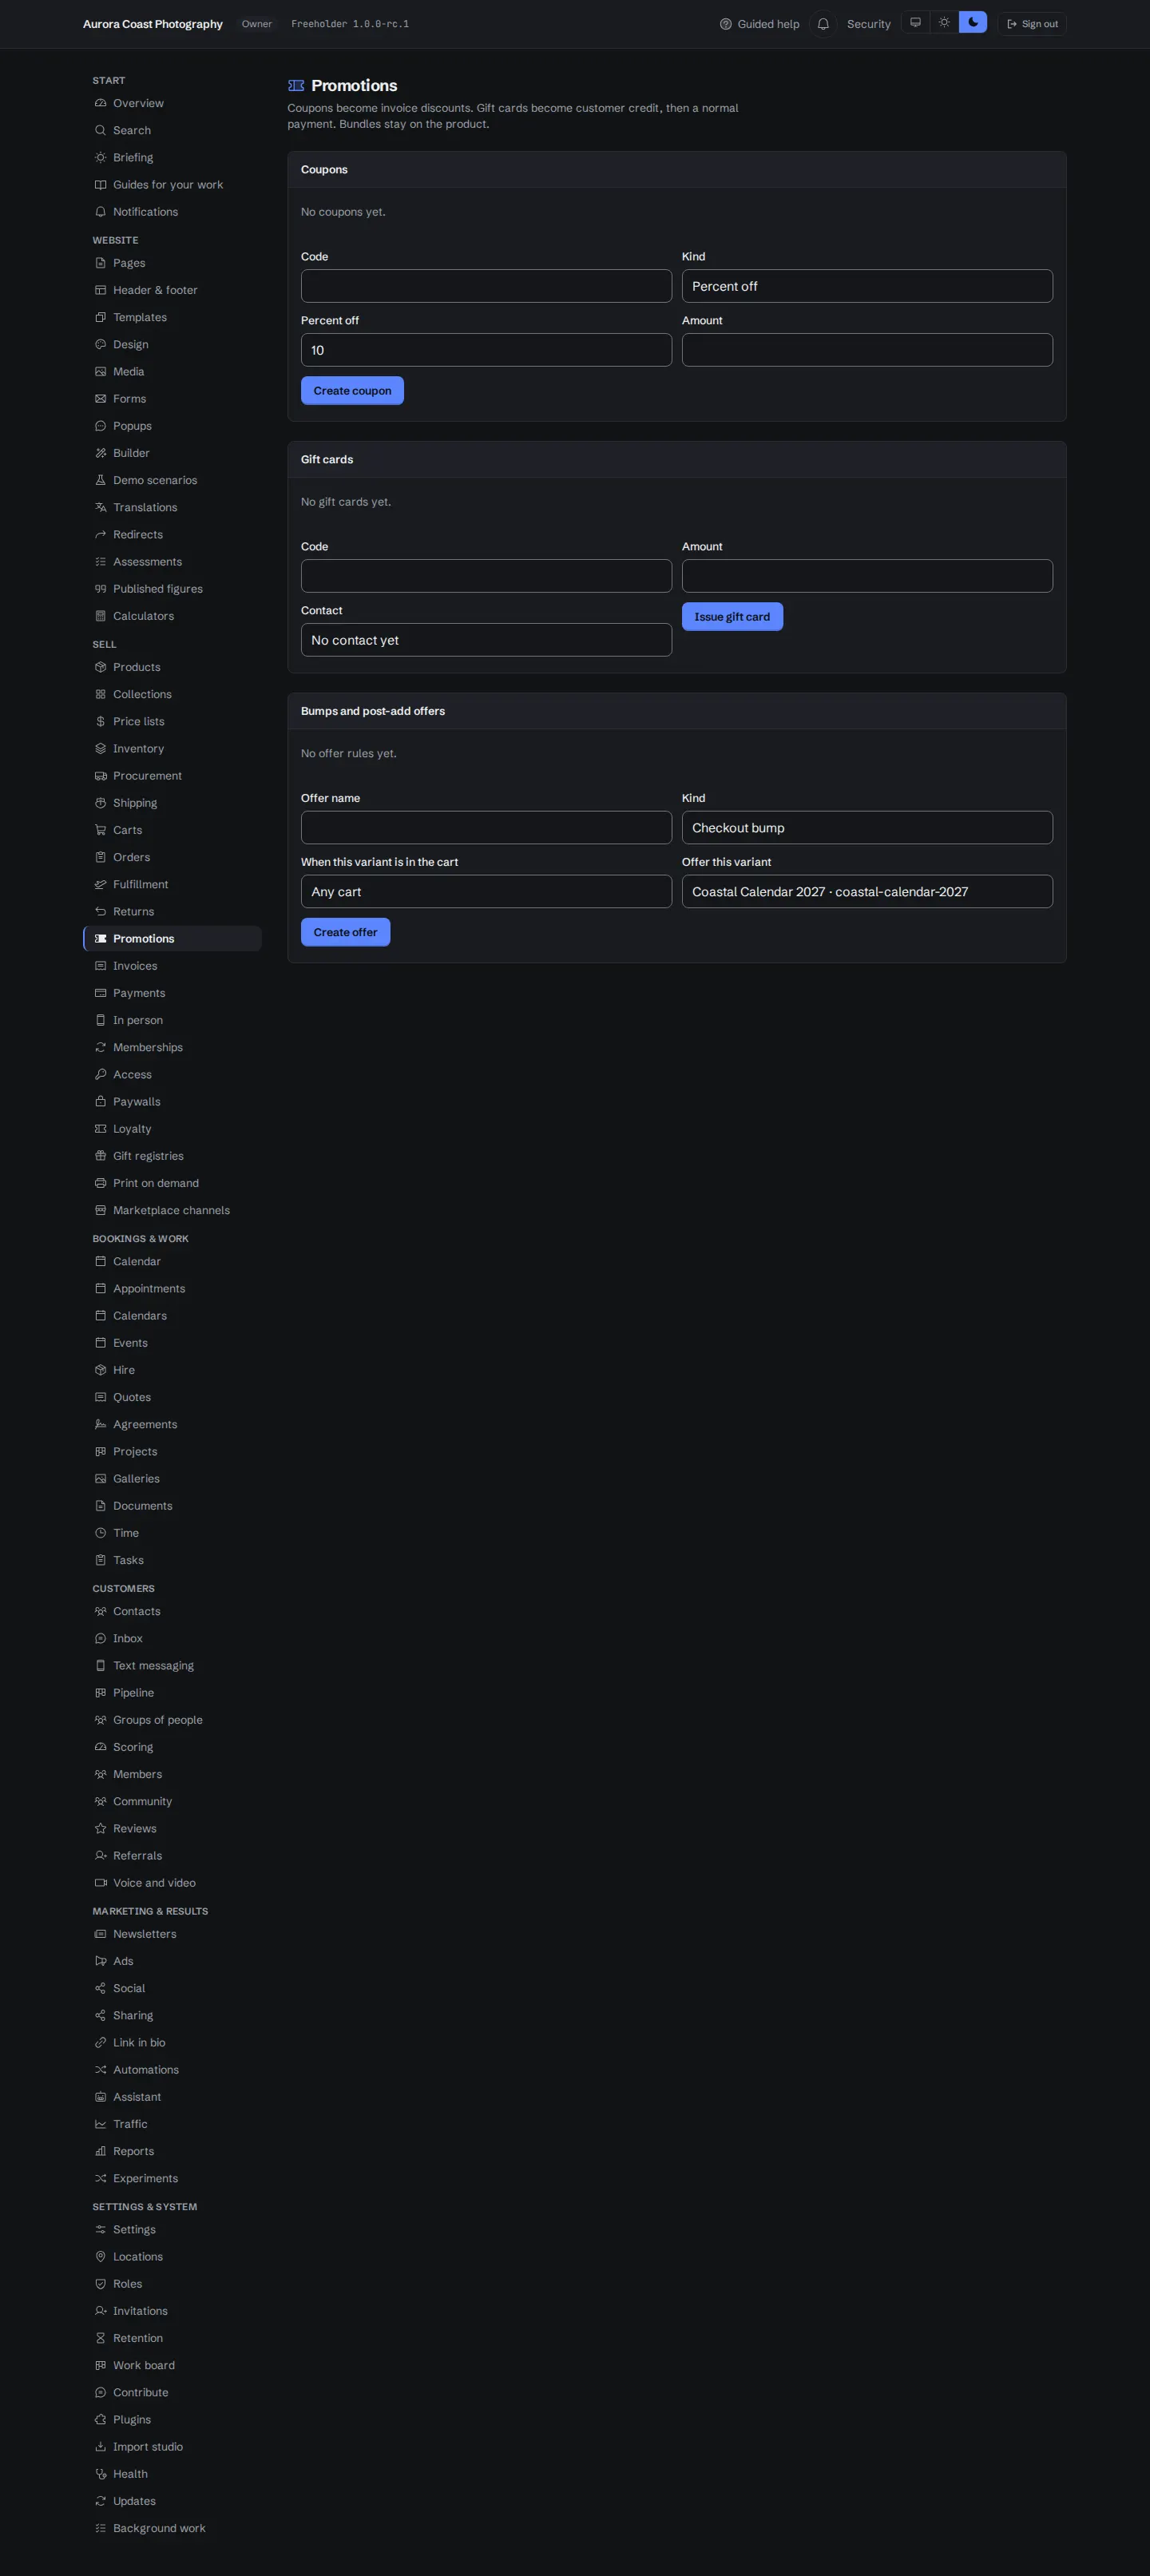 Aurora Coast Photography
Owner
Freeholder 1.0.0-rc.1
Guided help
Security
Sign out
START
Overview
Search
Briefing
Guides for your work
Notifications
WEBSITE
Pages
Header & footer
Templates
Design
Media
Forms
Popups
Builder
Demo scenarios
Translations
Redirects
Assessments
Published figures
Calculators
SELL
Products
Collections
Price lists
Inventory
Procurement
Shipping
Carts
Orders
Fulfillment
Returns
Promotions
Invoices
Payments
In person
Memberships
Access
Paywalls
Loyalty
Gift registries
Print on demand
Marketplace channels
BOOKINGS & WORK
Calendar
Appointments
Calendars
Events
Hire
Quotes
Agreements
Projects
Galleries
Documents
Time
Tasks
CUSTOMERS
Contacts
Inbox
Text messaging
Pipeline
Groups of people
Scoring
Members
Community
Reviews
Referrals
Voice and video
MARKETING & RESULTS
Newsletters
Ads
Social
Sharing
Link in bio
Automations
Assistant
Traffic
Reports
Experiments
SETTINGS & SYSTEM
Settings
Locations
Roles
Invitations
Retention
Work board
Contribute
Plugins
Import studio
Health
Updates
Background work
Promotions
Coupons become invoice discounts. Gift cards become customer credit, then a normal
payment. Bundles stay on the product.
Coupons
No coupons yet.
Code
Kind
Percent off
Percent off
Amount
10
Create coupon
Gift cards
No gift cards yet.
Code
Amount
Contact
Issue gift card
No contact yet
Bumps and post-add offers
No offer rules yet.
Offer name
Kind
Checkout bump
When this variant is in the cart
Offer this variant
Any cart
Coastal Calendar 2027 · coastal-calendar-2027
Create offer